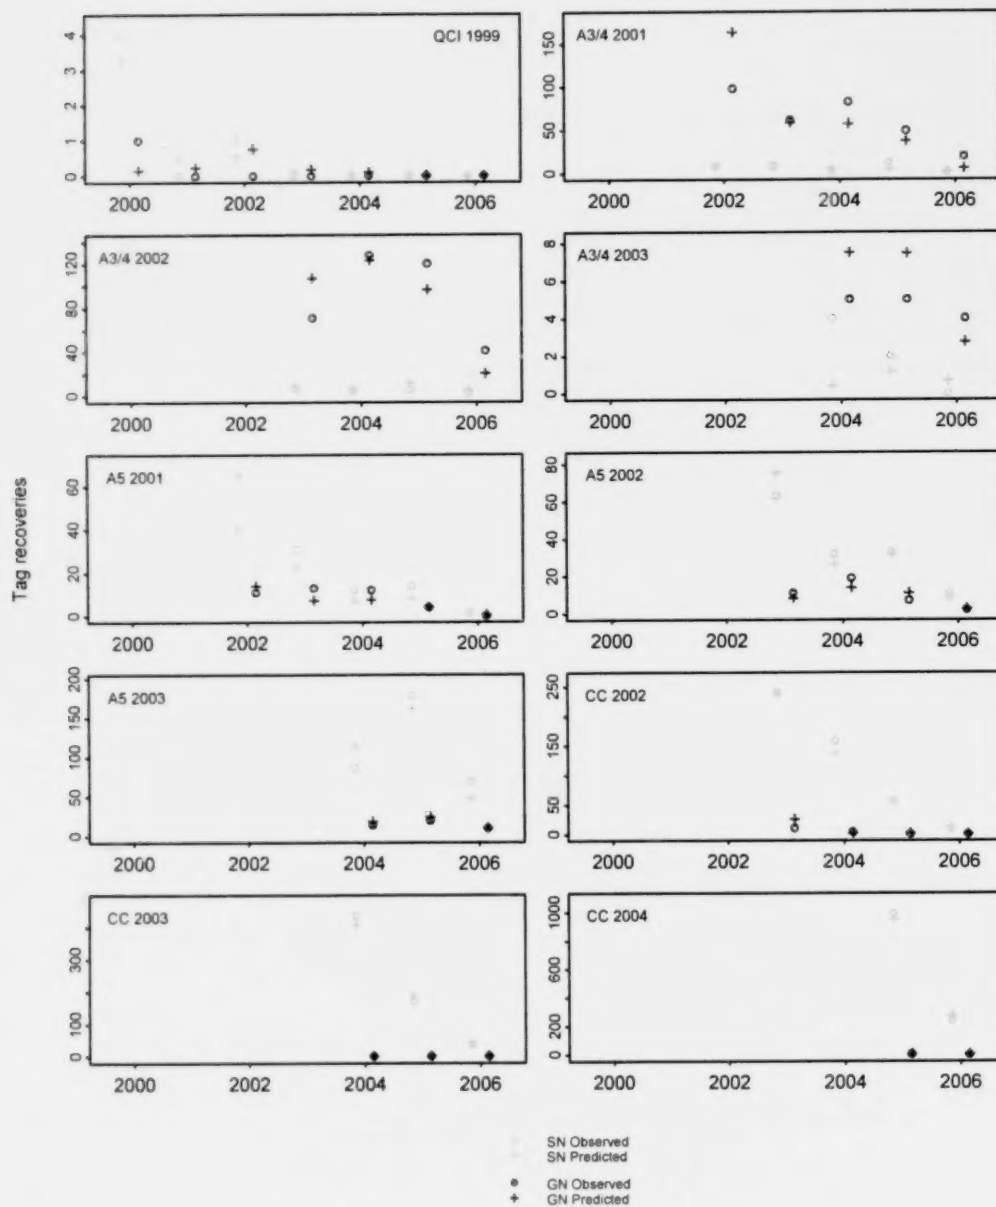 QCI 1999
4
3
2
1
0
2000 2002 2004 2006
A3/4 2001
150
100
50
0
2000 2002 2004 2006
A3/4 2002
120
80
40
0
2000 2002 2004 2006
A3/4 2003
8
6
4
2
0
2000 2002 2004 2006
Tag recoveries
A5 2001
60
40
20
0
2000 2002 2004 2006
A5 2002
80
60
40
20
0
2000 2002 2004 2006
A5 2003
200
150
100
50
0
2000 2002 2004 2006
CC 2002
250
150
50
0
2000 2002 2004 2006
CC 2003
300
100
0
2000 2002 2004 2006
CC 2004
1000
600
200
0
2000 2002 2004 2006
SN Observed
SN Predicted
GN Observed
GN Predicted